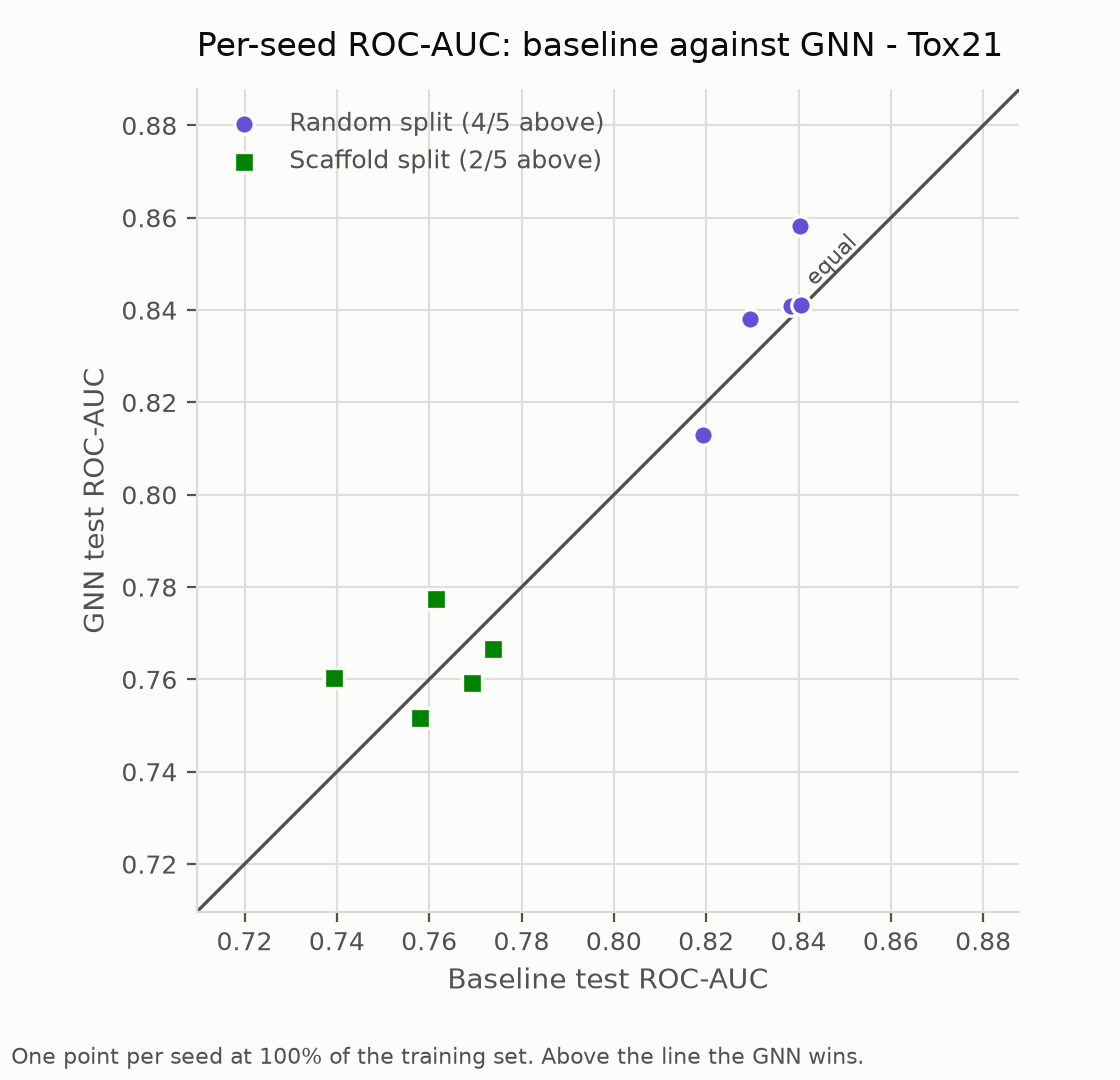 Per-seed ROC-AUC: baseline against GNN - Tox21
Random split (4/5 above)
Scaffold split (2/5 above)
equal
GNN test ROC-AUC
0.88
0.86
0.84
0.82
0.80
0.78
0.76
0.74
0.72
0.72 0.74 0.76 0.78 0.80 0.82 0.84 0.86 0.88
Baseline test ROC-AUC
One point per seed at 100% of the training set. Above the line the GNN wins.